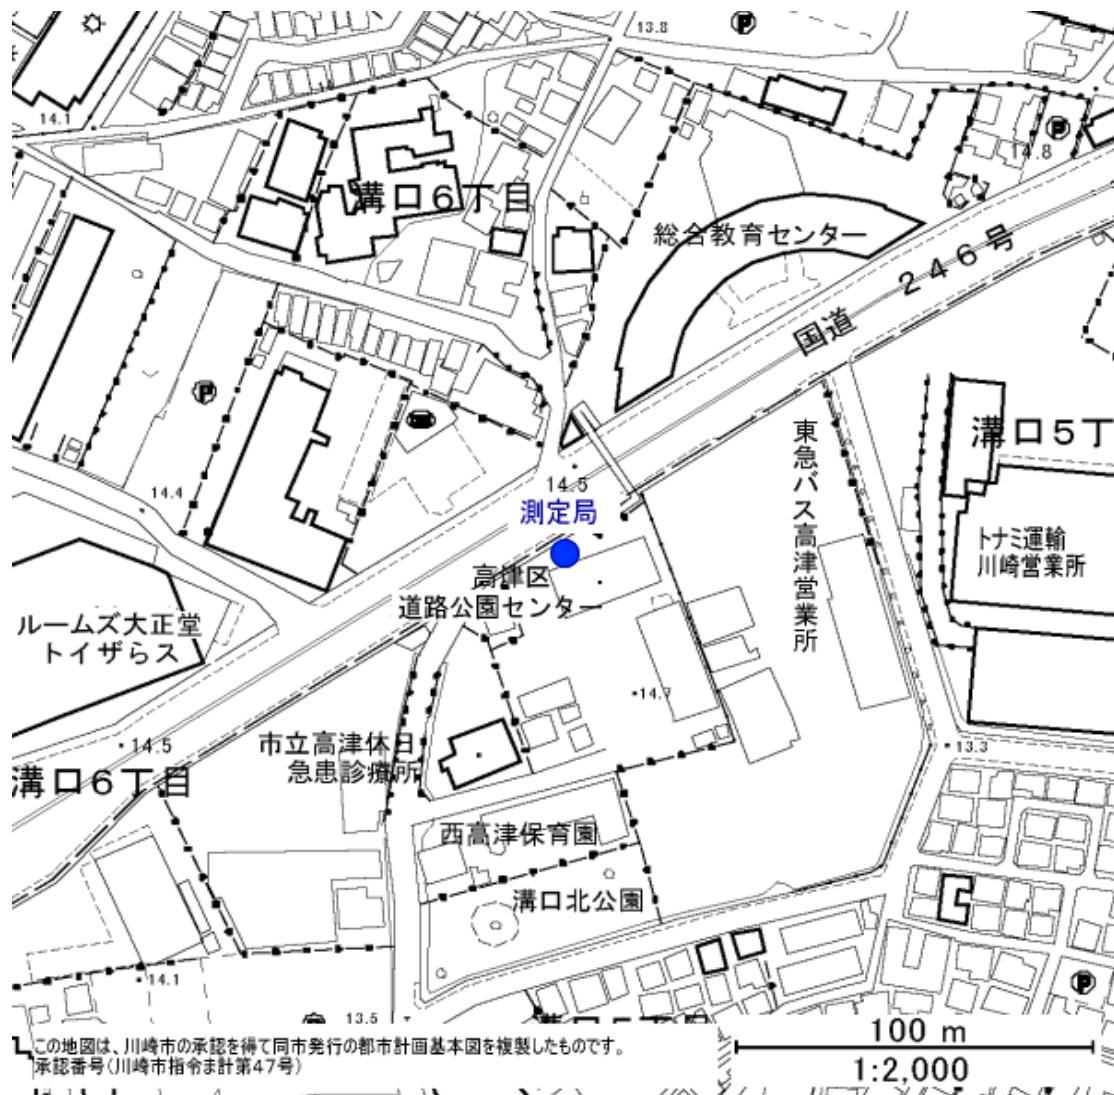 13.8
P
14.1
P
14.8
溝口6丁目
総合教育センター
国道 246号
P
東急バス高津営業所
溝口5丁
14.4
14.5
測定局
トナミ運輸
川崎営業所
高津区
道路公園センター
ルームズ大正堂
トイザらス
14.7
14.5
市立高津休日
急患診療所
13.3
溝口6丁目
西高津保育園
溝口北公園
14.1
P
13.5
100 m
この地図は、川崎市の承認を得て同市発行の都市計画基本図を複製したものです。
承認番号(川崎市指令ま計第47号)
1:2,000